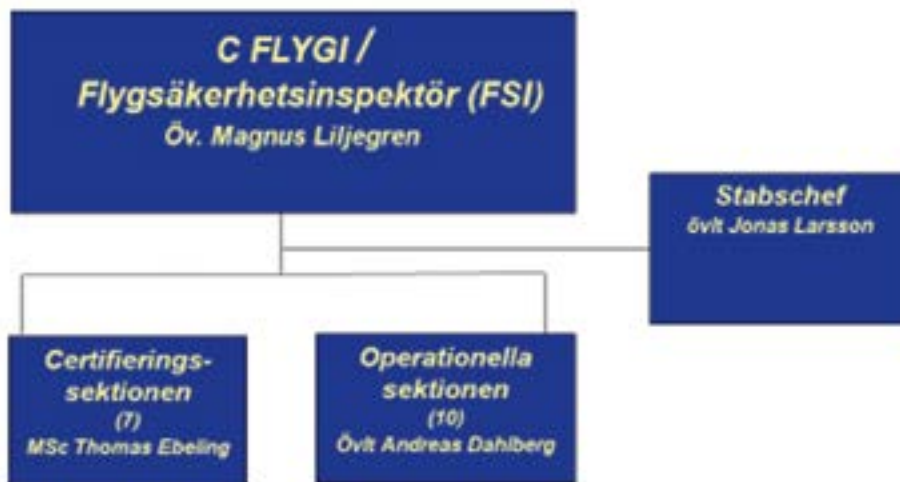 C FLYGI /
Flygsäkerhetsinspektör (FSI)
Öv. Magnus Liljegren
Stabschef
övlt Jonas Larsson
Certifierings-
sektionen
(7)
MSc Thomas Ebeling
Operationella
sektionen
(10)
Övlt Andreas Dahlberg